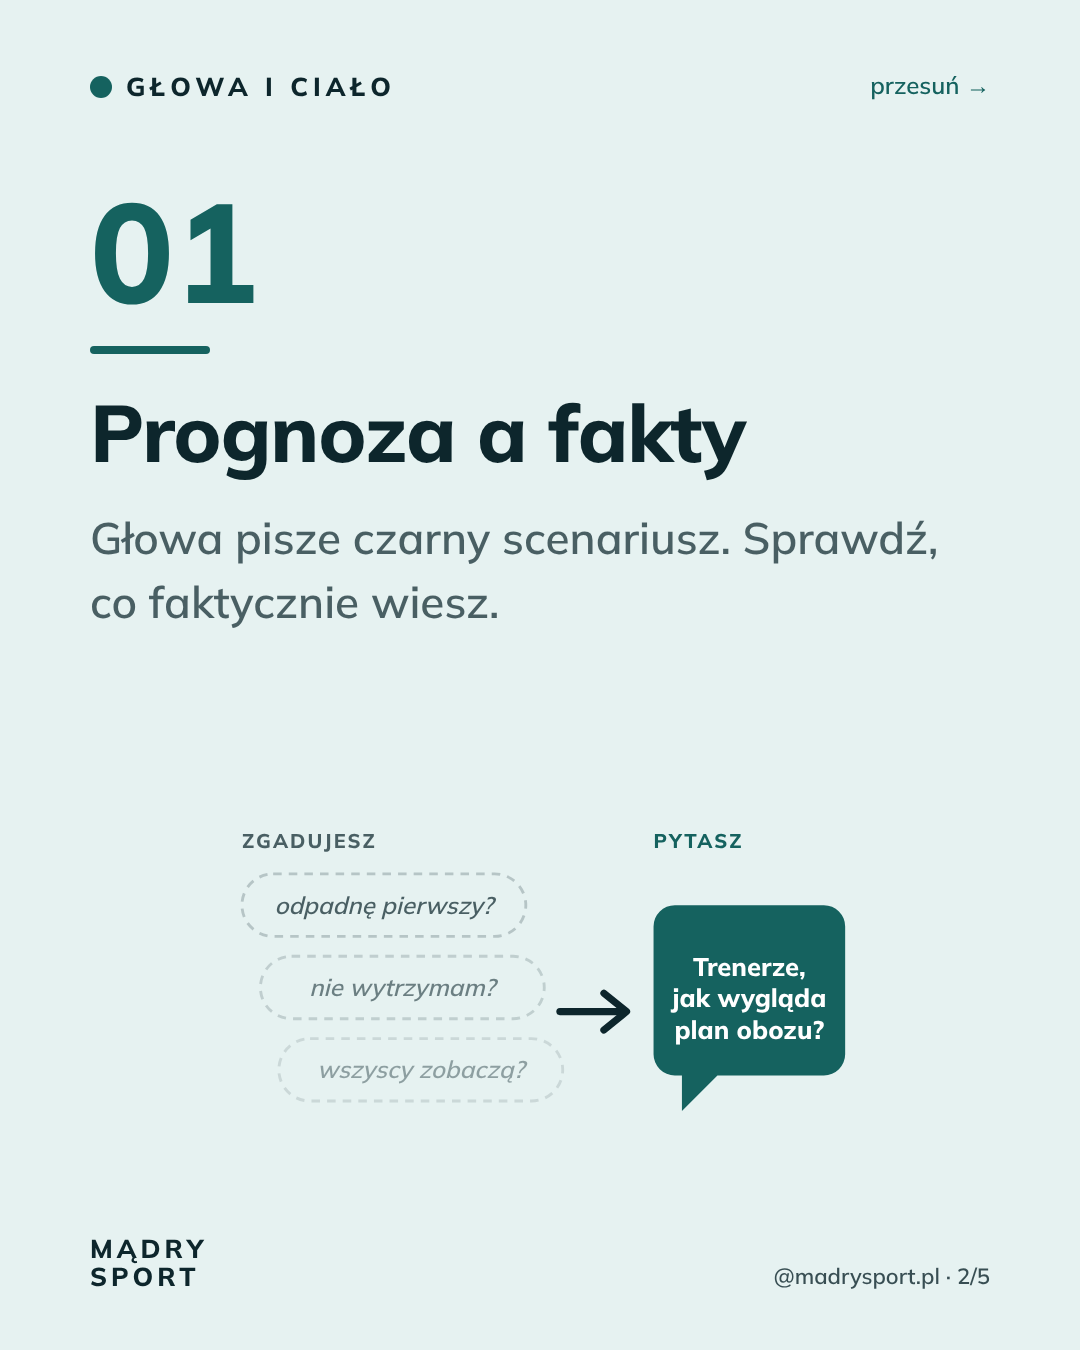 GŁOWA I CIAŁO
przesuń →
01
Prognoza a fakty
Głowa pisze czarny scenariusz. Sprawdź,
co faktycznie wiesz.
ZGADUJESZ
odpadnę pierwszy?
nie wytrzymam?
wszyscy zobaczą?
PYTASZ
Trenerze,
jak wygląda
plan obozu?
MĄDRY
SPORT
@madrysport.pl · 2/5